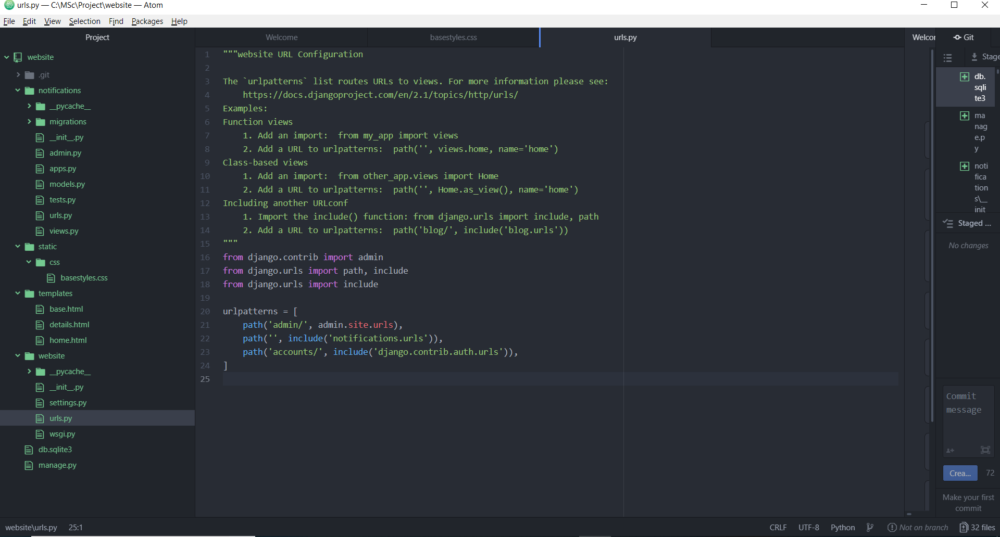 urls.py — C:\MSc\Project\website — Atom
File Edit View Selection Find Packages Help
Project
website
.git
notifications
__pycache__
migrations
__init__.py
admin.py
apps.py
models.py
tests.py
urls.py
views.py
static
css
basestyles.css
templates
base.html
details.html
home.html
website
__pycache__
__init__.py
settings.py
urls.py
wsgi.py
db.sqlite3
manage.py
Welcome basestyles.css urls.py
1 """website URL Configuration
2
3 The `urlpatterns` list routes URLs to views. For more information please see:
4     https://docs.djangoproject.com/en/2.1/topics/http/urls/
5 Examples:
6 Function views
7     1. Add an import:  from my_app import views
8     2. Add a URL to urlpatterns:  path('', views.home, name='home')
9 Class-based views
10     1. Add an import:  from other_app.views import Home
11     2. Add a URL to urlpatterns:  path('', Home.as_view(), name='home')
12 Including another URLconf
13     1. Import the include() function: from django.urls import include, path
14     2. Add a URL to urlpatterns:  path('blog/', include('blog.urls'))
15 """
16 from django.contrib import admin
17 from django.urls import path, include
18 from django.urls import include
19
20 urlpatterns = [
21     path('admin/', admin.site.urls),
22     path('', include('notifications.urls')),
23     path('accounts/', include('django.contrib.auth.urls')),
24 ]
25
Welcor
Git
Stage
db.
sqli
te3
ma
nag
e.p
y
noti
fica
tion
s\__
init
Staged ...
No changes
Commit
message
Crea... 72
Make your first
commit
website\urls.py 25:1
CRLF UTF-8 Python Not on branch 32 files